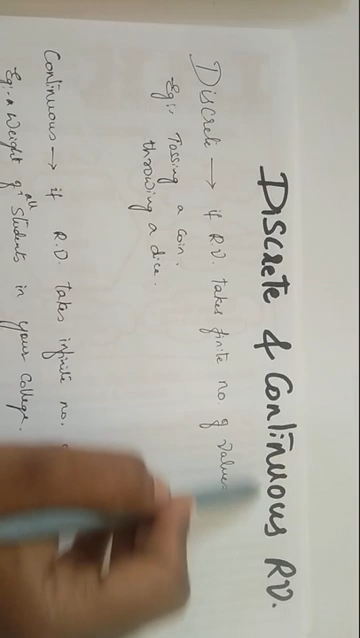 Discrete & Continuous RV.
Discrete → if R.V takes finite no of values
Eg:- Tossing a coin.
throwing a dice.
Continuous → if R.V. takes infinite no.
Eg:- Weight of all students in your college.